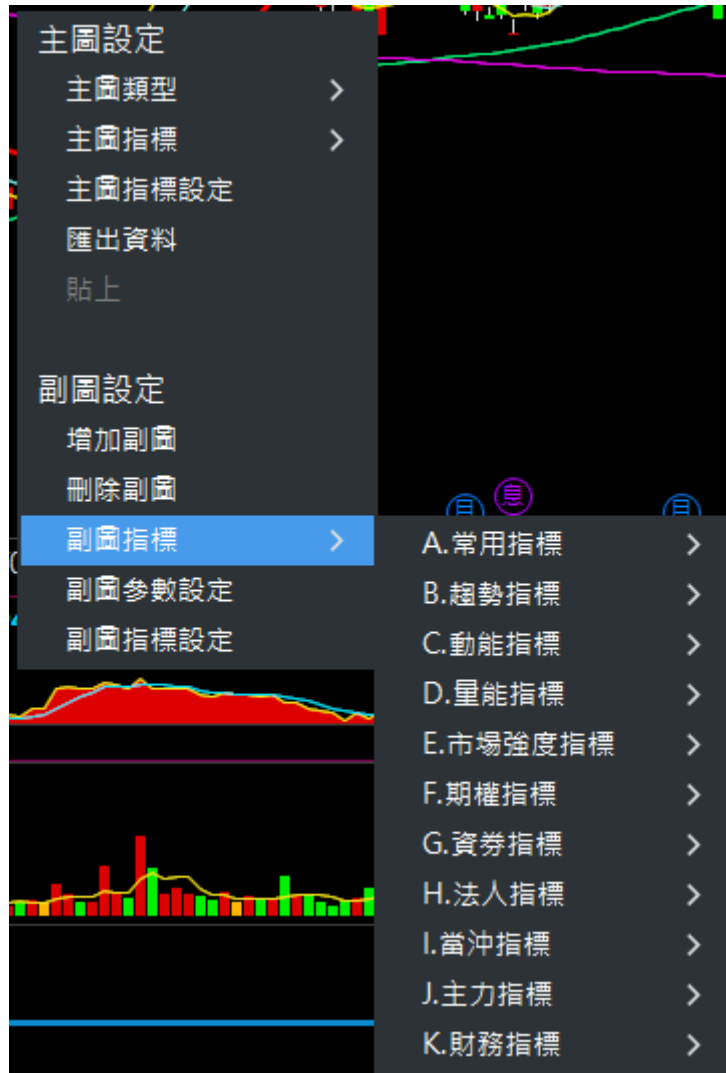 主圖設定
主圖類型
主圖指標
主圖指標設定
匯出資料
貼上
副圖設定
增加副圖
刪除副圖
副圖指標
副圖參數設定
副圖指標設定
息
A.常用指標
B.趨勢指標
C.動能指標
D.量能指標
E.市場強度指標
F.期權指標
G.資券指標
H.法人指標
I.當沖指標
J.主力指標
K.財務指標